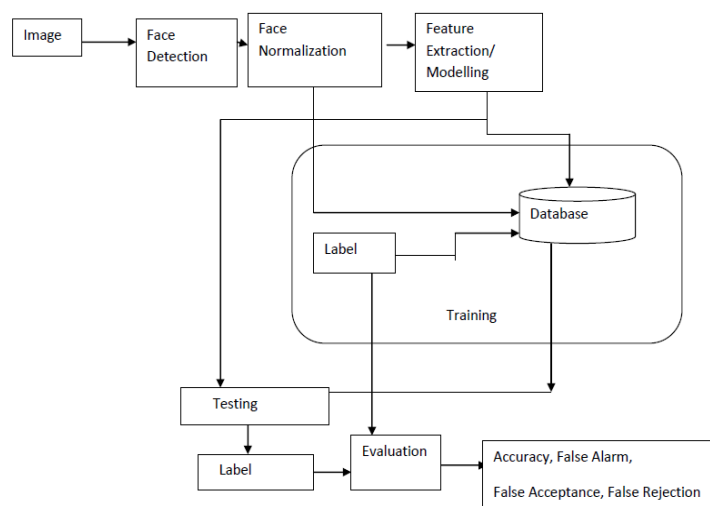 Image
Face
Detection
Face
Normalization
Feature
Extraction/
Modelling
Database
Label
Training
Testing
Label
Evaluation
Accuracy, False Alarm,
False Acceptance, False Rejection